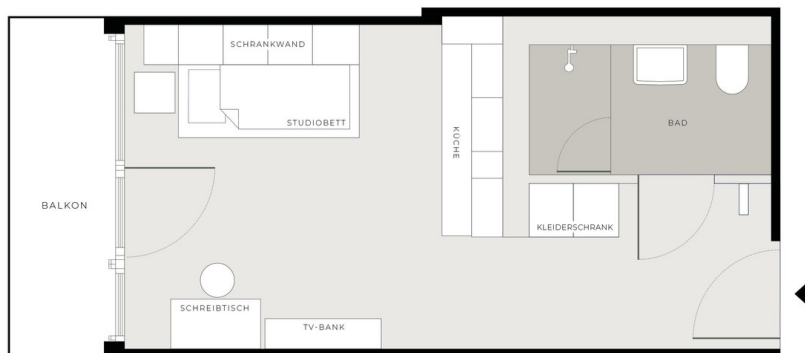 SCHRANKWAND
STUDIOBETT
KÜCHE
BAD
BALKON
KLEIDERSCHRANK
SCHREIBTISCH
TV-BANK